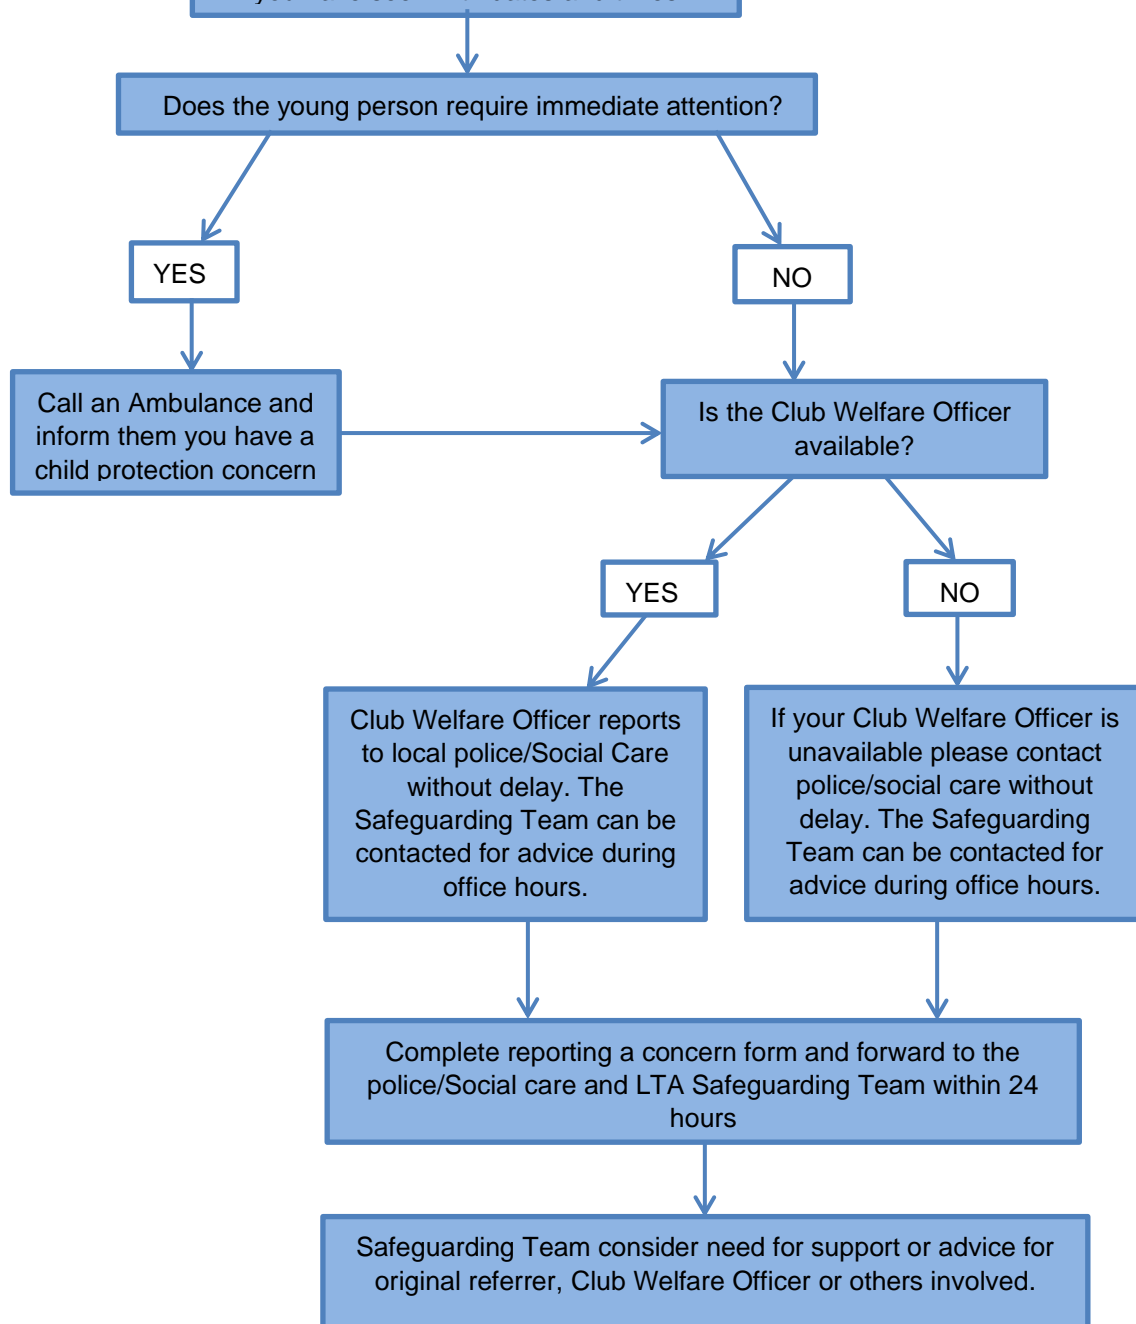 Does the young person require immediate attention?
YES
NO
Call an Ambulance and
inform them you have a
child protection concern
Is the Club Welfare Officer
available?
YES
NO
Club Welfare Officer reports
to local police/Social Care
without delay. The
Safeguarding Team can be
contacted for advice during
office hours.
If your Club Welfare Officer is
unavailable please contact
police/social care without
delay. The Safeguarding
Team can be contacted for
advice during office hours.
Complete reporting a concern form and forward to the
police/Social care and LTA Safeguarding Team within 24
hours
Safeguarding Team consider need for support or advice for
original referrer, Club Welfare Officer or others involved.